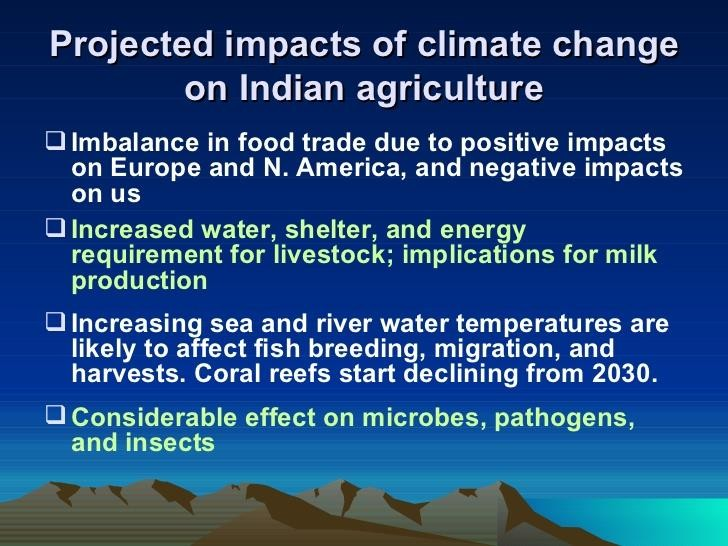 Projected impacts of climate change
on Indian agriculture
Imbalance in food trade due to positive impacts
on Europe and N. America, and negative impacts
on us
Increased water, shelter, and energy
requirement for livestock; implications for milk
production
Increasing sea and river water temperatures are
likely to affect fish breeding, migration, and
harvests. Coral reefs start declining from 2030.
Considerable effect on microbes, pathogens,
and insects